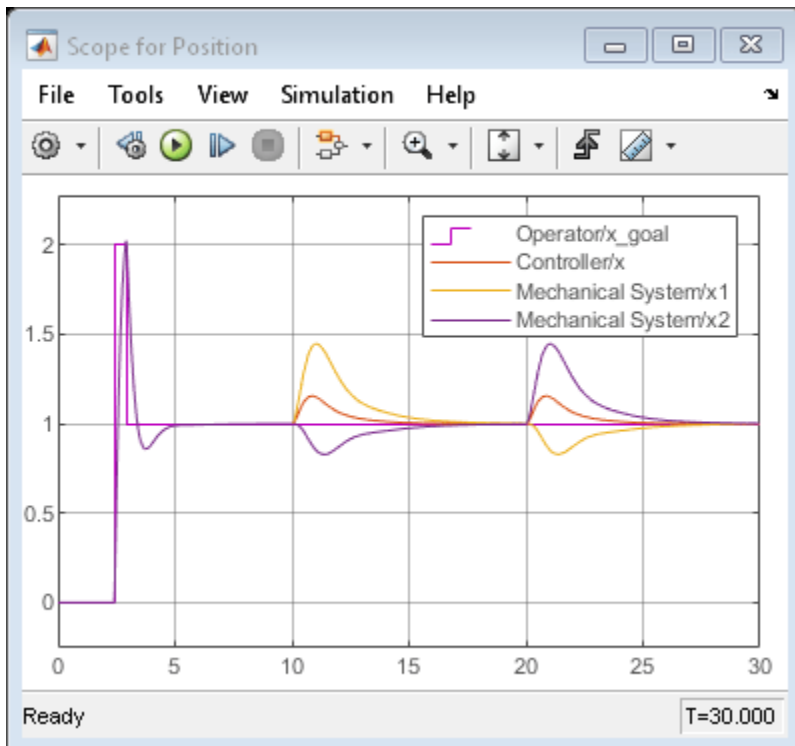 Scope for Position
File Tools View Simulation Help
Operator/x_goal
Controller/x
Mechanical System/x1
Mechanical System/x2
2
1.5
1
0.5
0
0 5 10 15 20 25 30
Ready T=30.000